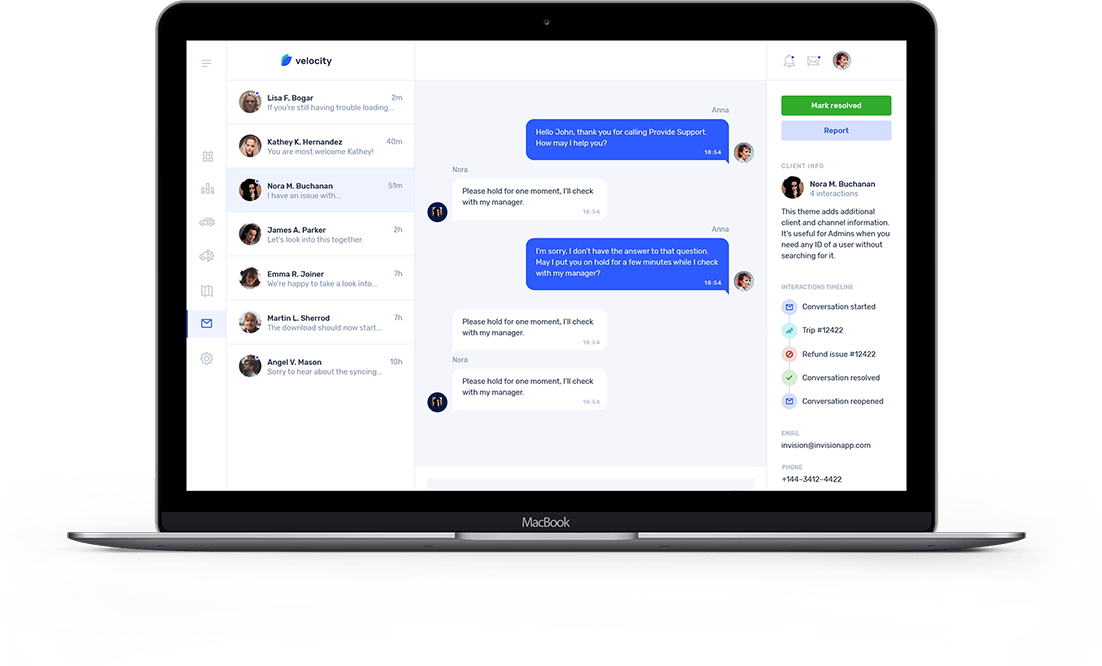 velocity
Lisa F. Bogar 2m
If you're still having trouble loading...
Kathey K. Hernandez 40m
You are most welcome Kathey!
Nora M. Buchanan 51m
I have an issue with...
James A. Parker 2h
Let's look into this together.
Emma R. Joiner 7h
We're happy to take a look into...
Martin L. Sherrod 7h
The download should now start...
Angel V. Mason 10h
Sorry to hear about the syncing...
Anna
Hello John, thank you for calling Provide Support.
How may I help you?
18:54
Nora
Please hold for one moment, I'll check
with my manager.
18:54
Anna
I'm sorry, I don't have the answer to that question.
May I put you on hold for a few minutes while I check
with my manager?
18:54
Please hold for one moment, I'll check
with my manager.
18:54
Nora
Please hold for one moment, I'll check
with my manager.
18:54
Mark resolved
Report
CLIENT INFO
Nora M. Buchanan
4 interactions
This theme adds additional
client and channel information.
It's useful for Admins when you
need any ID of a user without
searching for it.
INTERACTIONS TIMELINE
Conversation started
Trip #12422
Refund issue #12422
Conversation resolved
Conversation reopened
EMAIL
invision@invisionapp.com
PHONE
+144-3412-4422
MacBook